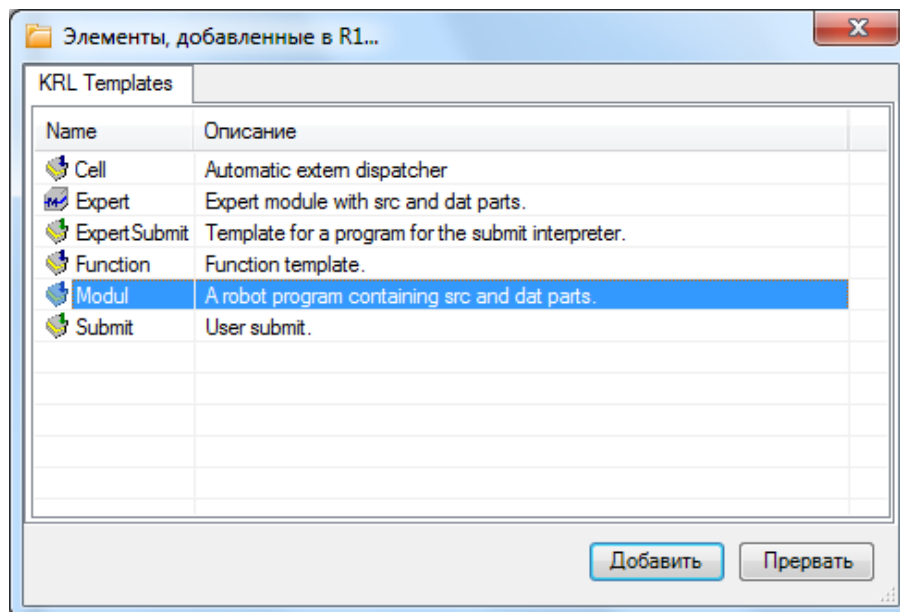 Элементы, добавленные в R1...
KRL Templates
Name Описание
Cell Automatic extern dispatcher
Expert Expert module with src and dat parts.
ExpertSubmit Template for a program for the submit interpreter.
Function Function template.
Modul A robot program containing src and dat parts.
Submit User submit.
Добавить Прервать